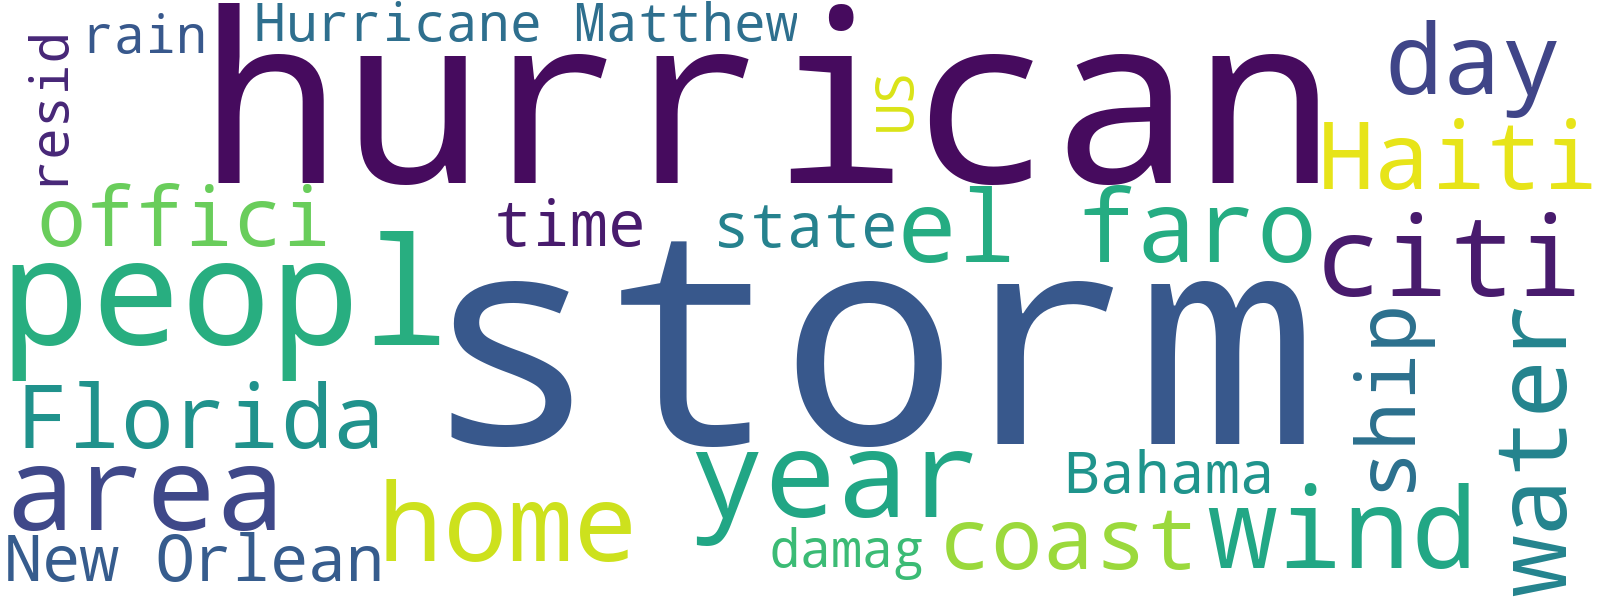 rain
Hurricane Matthew
hurrican
us
day
resid
Haiti
offici
time
state
el faro
citi
peopl
storm
ship
water
Florida
area
home
year
Bahama
wind
New Orlean
damag
coast